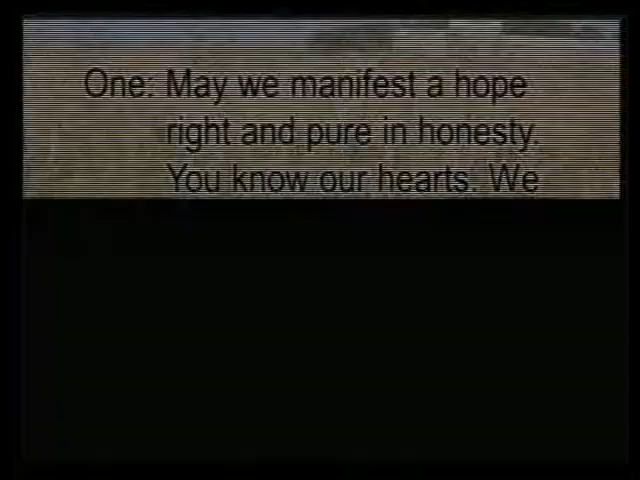 One: May we manifest a hope
right and pure in honesty.
You know our hearts. We